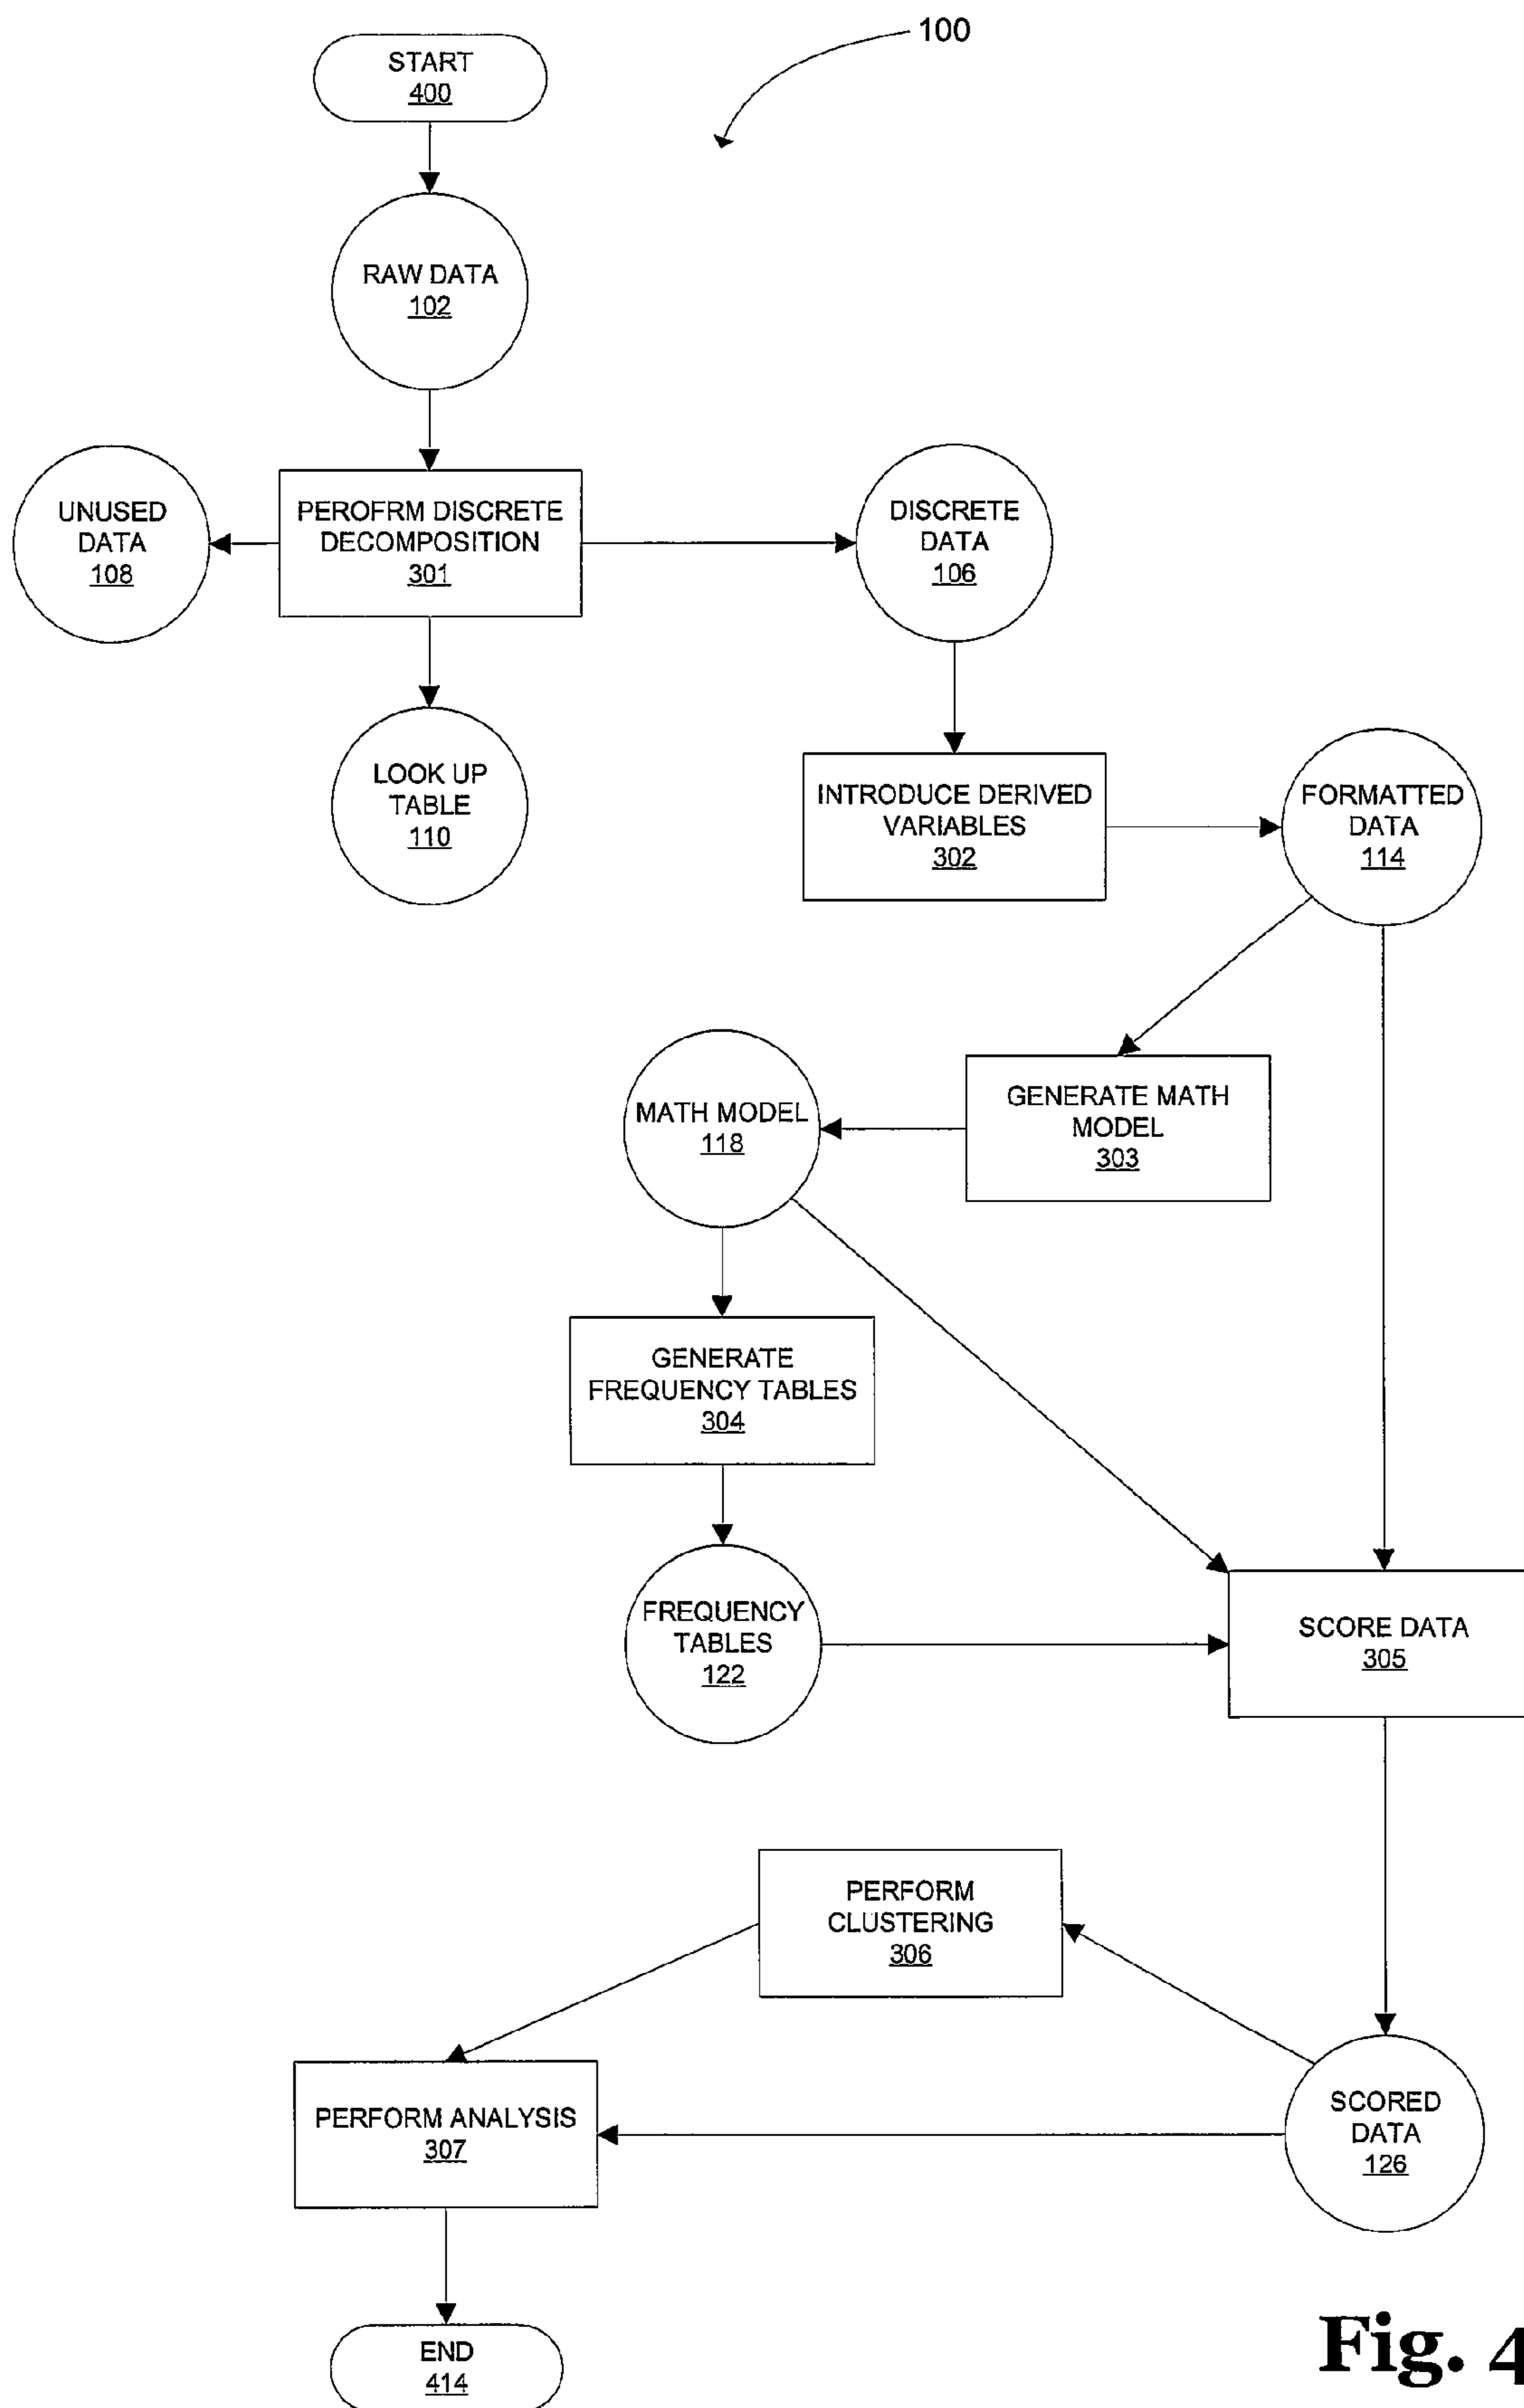 100
START
400
RAW DATA
102
UNUSED
DATA
108
PEROFRM DISCRETE
DECOMPOSITION
301
DISCRETE
DATA
106
LOOK UP
TABLE
110
INTRODUCE DERIVED
VARIABLES
302
FORMATTED
DATA
114
MATH MODEL
118
GENERATE MATH
MODEL
303
GENERATE
FREQUENCY TABLES
304
FREQUENCY
TABLES
122
SCORE DATA
305
PERFORM
CLUSTERING
306
PERFORM ANALYSIS
307
SCORED
DATA
126
END
414
Fig. 4